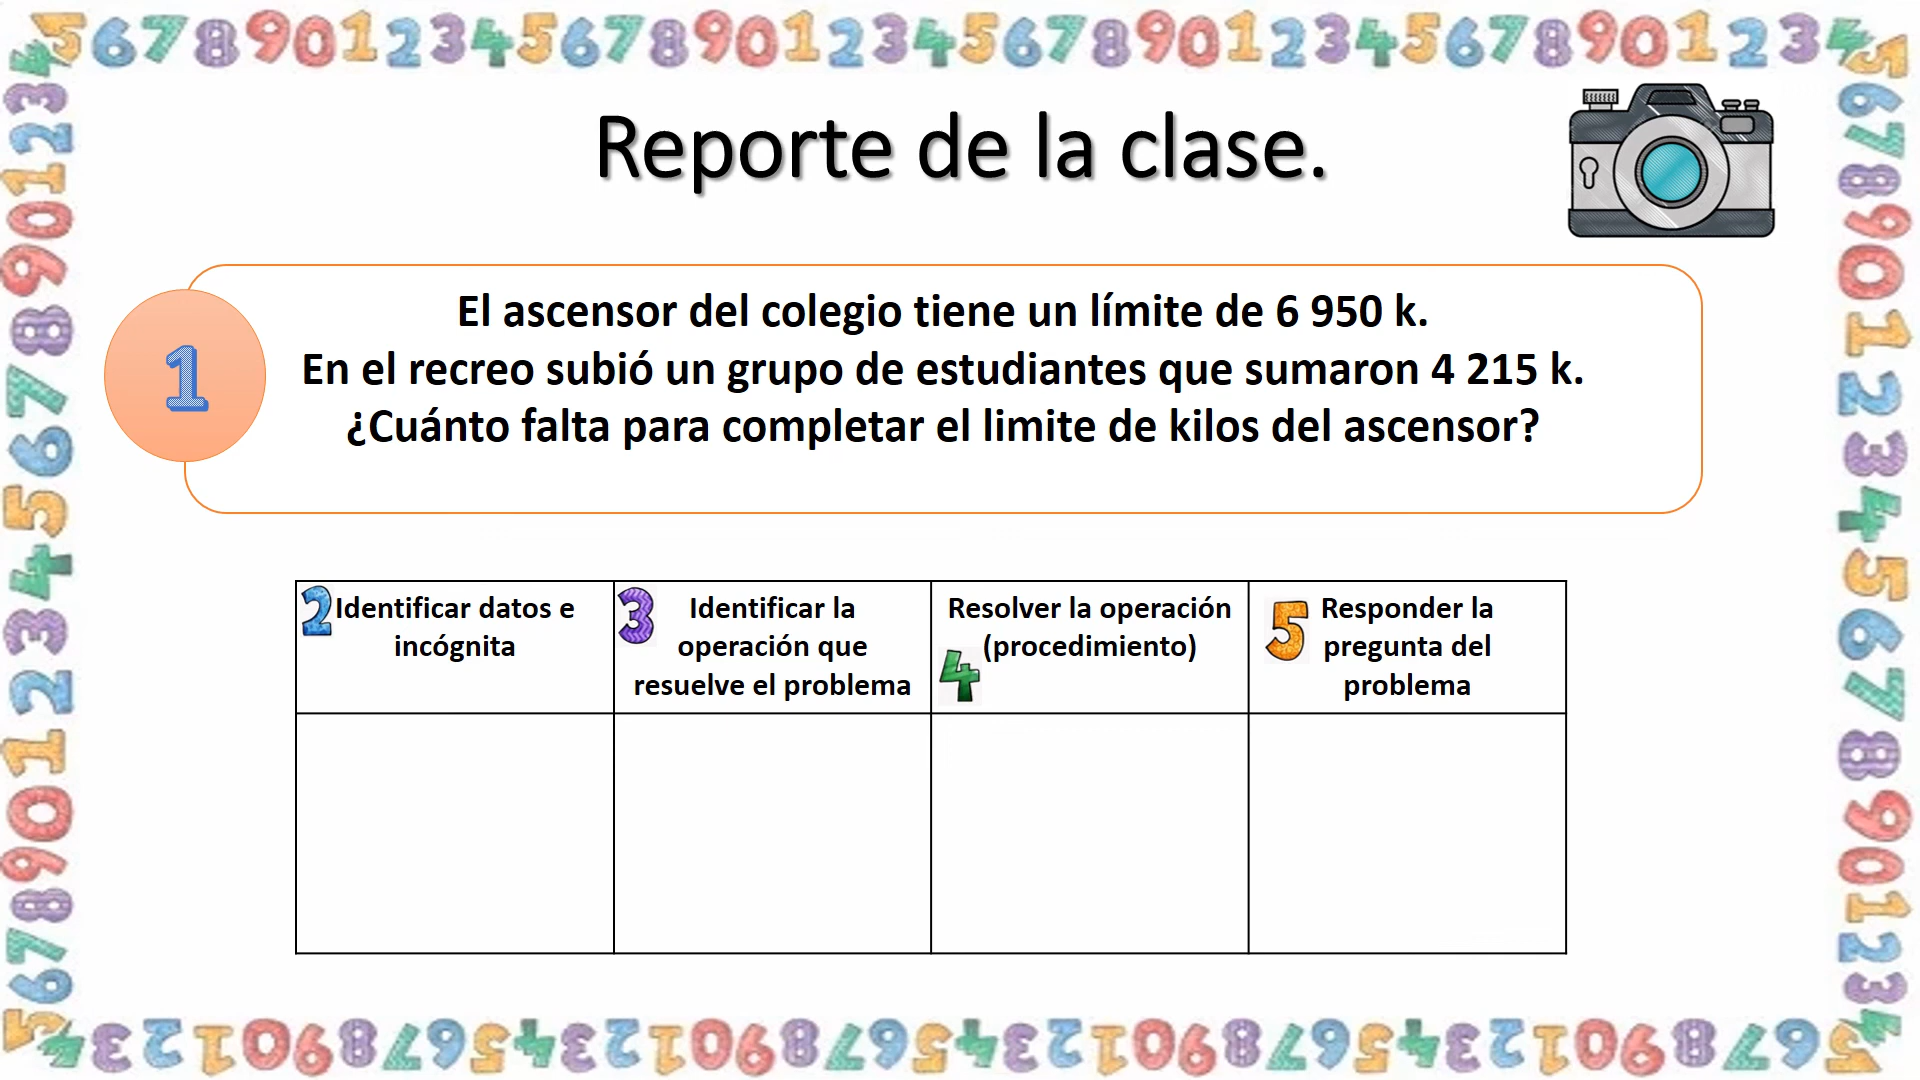 5678901234567890123456789012345678901234 5
Reporte de la clase.
1
El ascensor del colegio tiene un límite de 6 950 k.
En el recreo subió un grupo de estudiantes que sumaron 4 215 k.
¿Cuánto falta para completar el limite de kilos del ascensor?
2 Identificar datos e
incógnita
3 Identificar la
operación que
resuelve el problema
Resolver la operación
4 (procedimiento)
5 Responder la
pregunta del
problema